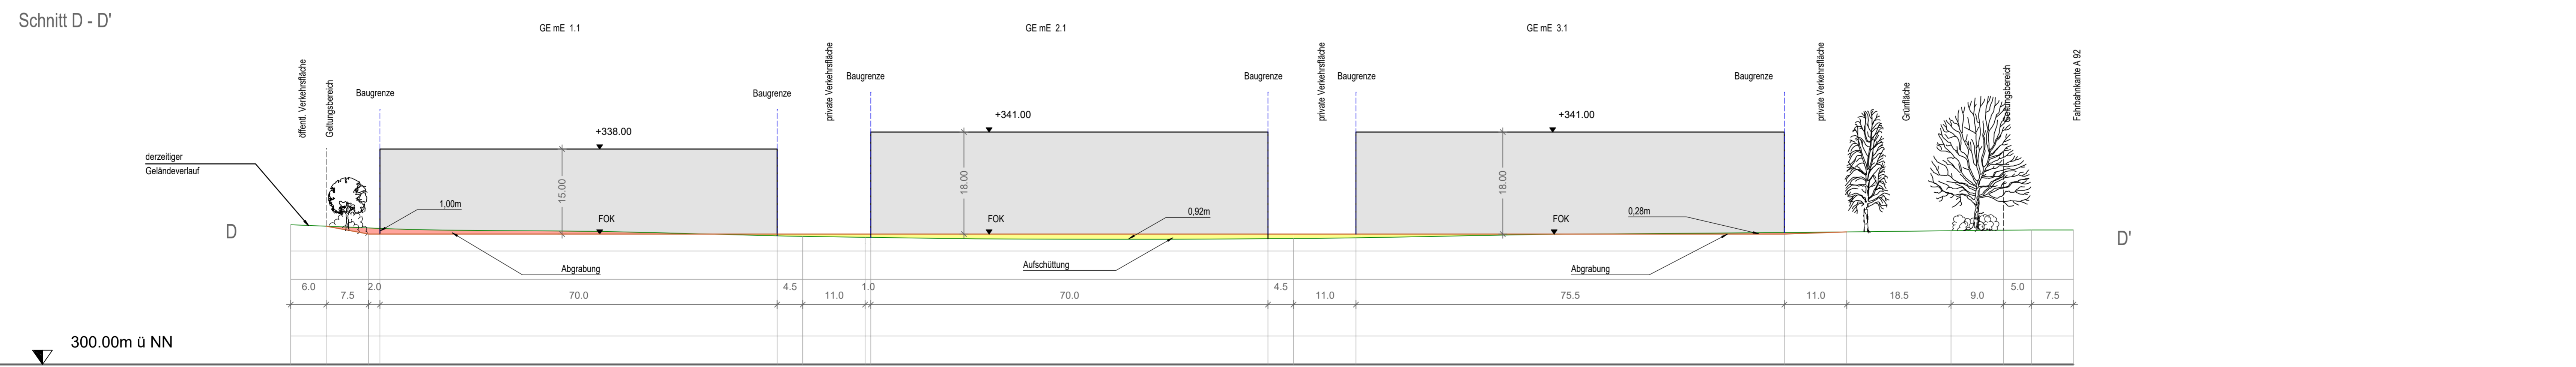 Schnitt D - D'
GE mE 1.1
GE mE 2.1
GE mE 3.1
öffentl. Verkehrsfläche
Geltungsbereich
Baugrenze
Baugrenze
private Verkehrsfläche
Baugrenze
Baugrenze
private Verkehrsfläche
Baugrenze
Baugrenze
private Verkehrsfläche
Grünfläche
Geltungsbereich
Fahrbahnkante A 92
+338.00
+341.00
+341.00
derzeitiger
Geländeverlauf
15.00
18.00
18.00
1,00m
0,92m
0,28m
FOK
FOK
FOK
D
D'
Abgrabung
Aufschüttung
Abgrabung
6.0
7.5
2.0
70.0
4.5
11.0
1.0
70.0
4.5
11.0
75.5
11.0
18.5
9.0
5.0
7.5
300.00m ü NN